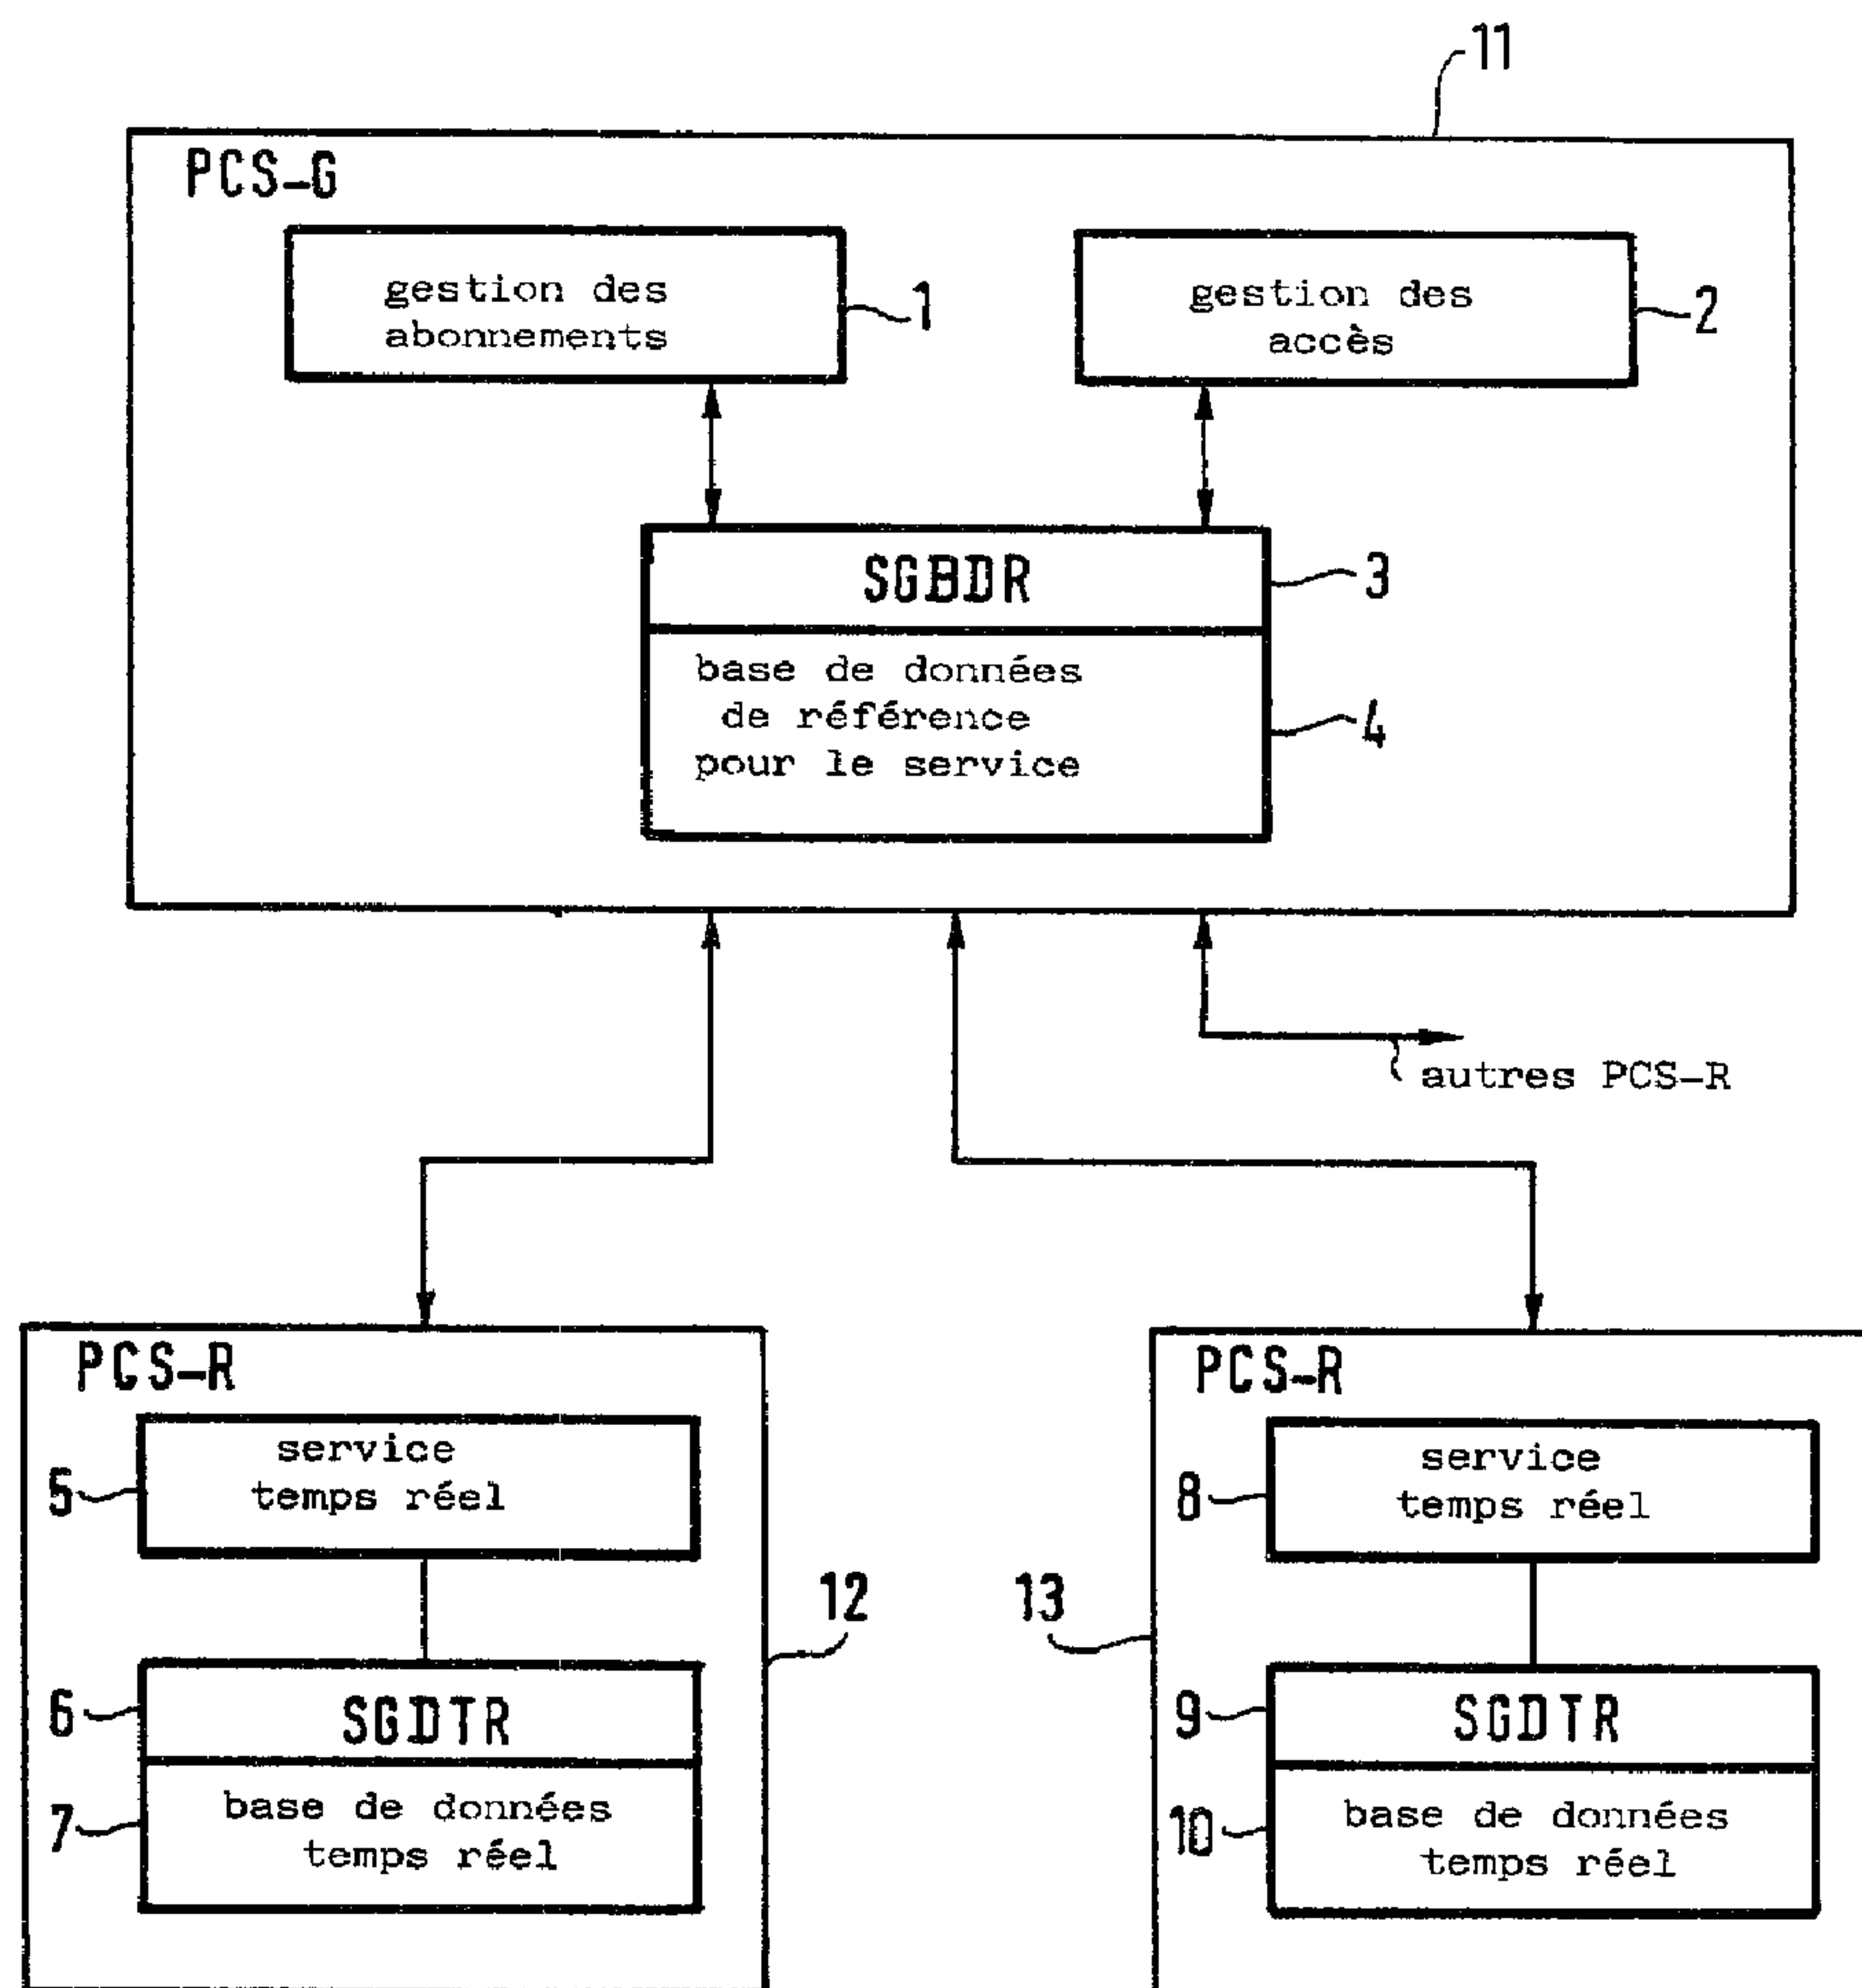 11
PCS-G
gestion des
abonnements
1
gestion des
accès
2
SGBDR
3
base de données
de référence
pour le service
4
autres PCS-R
PCS-R
service
temps réel
5
12
6
SGDTR
7
base de données
temps réel
PCS-R
service
temps réel
8
13
9
SGDTR
10
base de données
temps réel